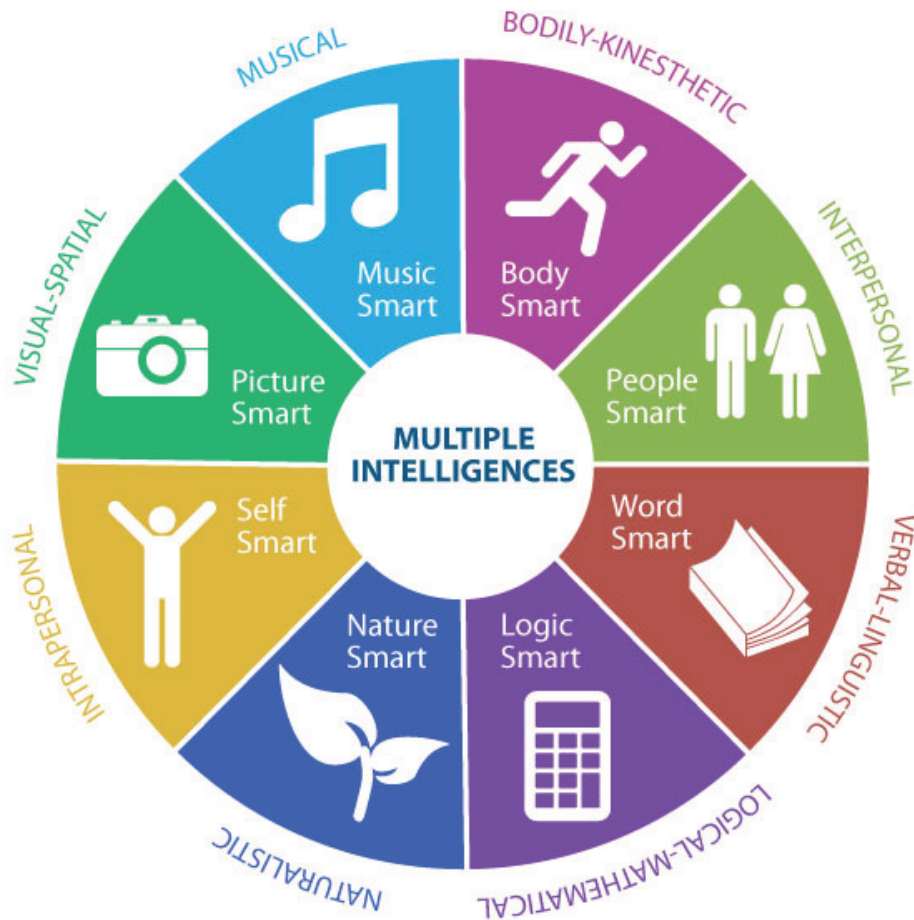 MUSICAL
BODILY-KINESTHETIC
INTERPERSONAL
VERBAL-LINGUISTIC
LOGICAL-MATHEMATICAL
NATURALISTIC
INTRAPERSONAL
VISUAL-SPATIAL
Music
Smart
Body
Smart
People
Smart
Word
Smart
Logic
Smart
Nature
Smart
Self
Smart
Picture
Smart
MULTIPLE
INTELLIGENCES